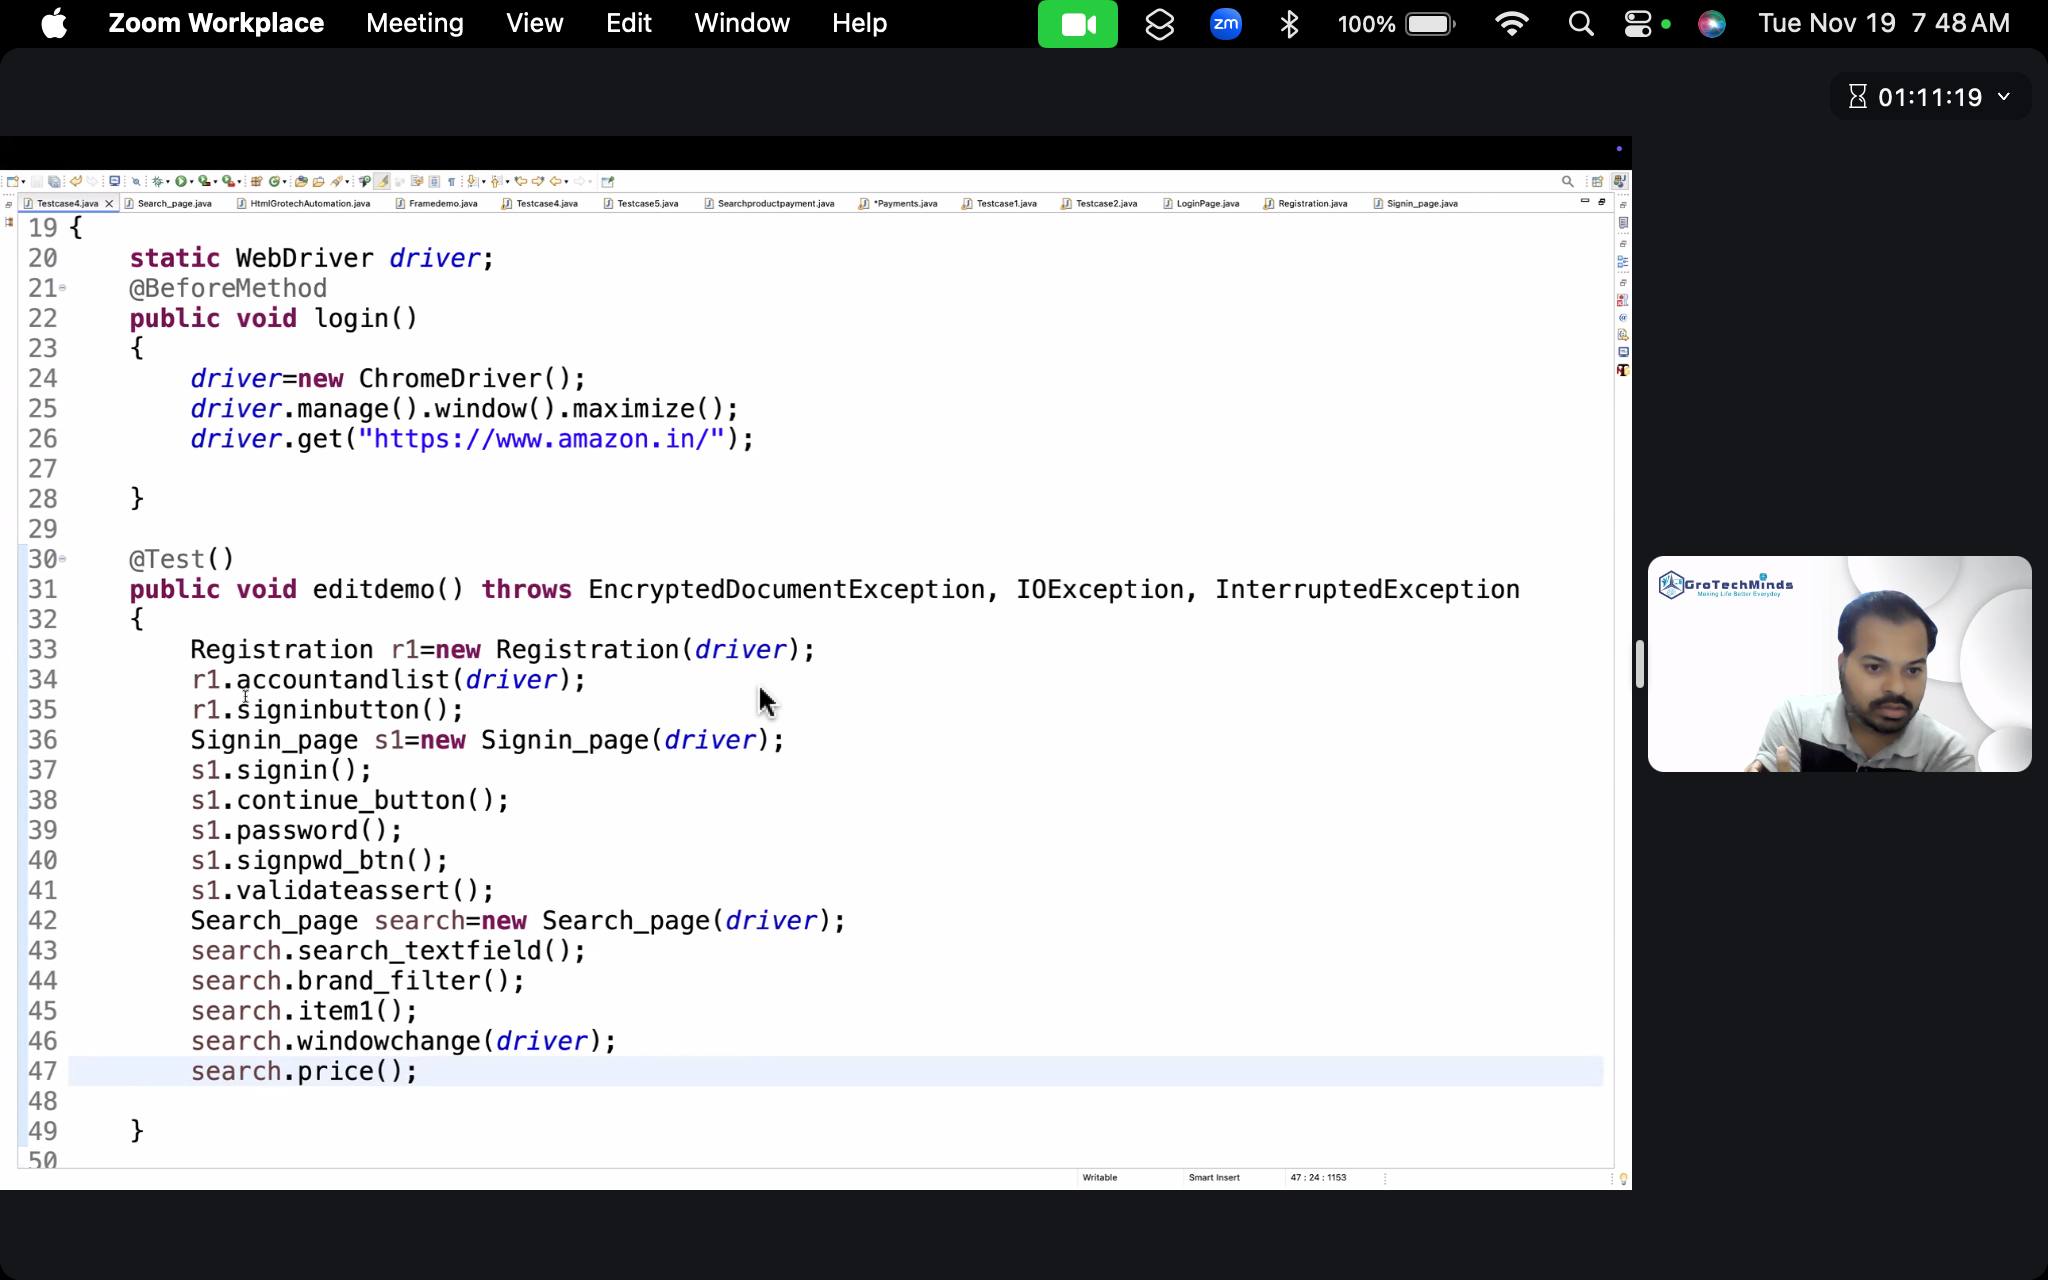 Zoom Workplace Meeting View Edit Window Help zm 100% Tue Nov 19 7 48 AM
01:11:19
Testcase4.java Search_page.java HtmlGrotechAutomation.java Framedemo.java Testcase4.java Testcase5.java Searchproductpayment.java *Payments.java Testcase1.java Testcase2.java LoginPage.java Registration.java Signin_page.java
19 {
20 static WebDriver driver;
21 @BeforeMethod
22 public void login()
23 {
24 driver=new ChromeDriver();
25 driver.manage().window().maximize();
26 driver.get("https://www.amazon.in/");
27
28 }
29
30 @Test()
31 public void editdemo() throws EncryptedDocumentException, IOException, InterruptedException
32 {
33 Registration r1=new Registration(driver);
34 r1.accountandlist(driver);
35 r1.signinbutton();
36 Signin_page s1=new Signin_page(driver);
37 s1.signin();
38 s1.continue_button();
39 s1.password();
40 s1.signpwd_btn();
41 s1.validateassert();
42 Search_page search=new Search_page(driver);
43 search.search_textfield();
44 search.brand_filter();
45 search.item1();
46 search.windowchange(driver);
47 search.price();
48
49 }
50
GroTechMinds
Making Life Better Everyday
Writable Smart Insert 47 : 24 : 1153